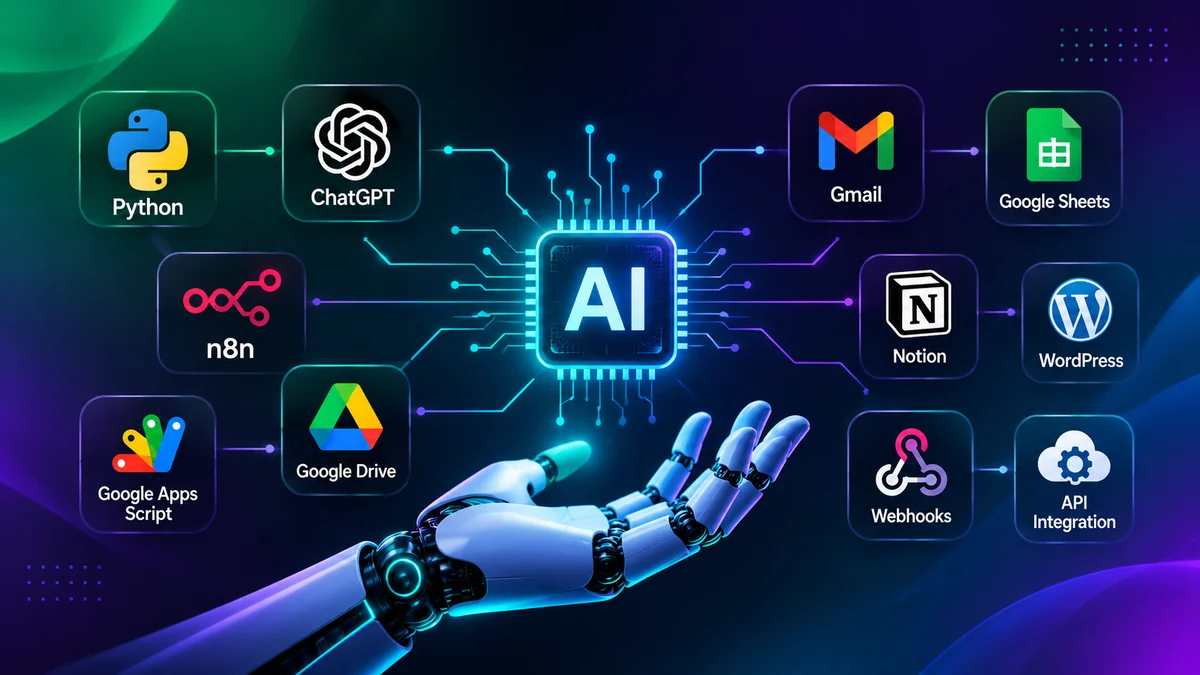 Python
ChatGPT
Gmail
Google Sheets
n8n
AI
N
Notion
W
WordPress
Google Apps
Script
Google Drive
Webhooks
API
Integration